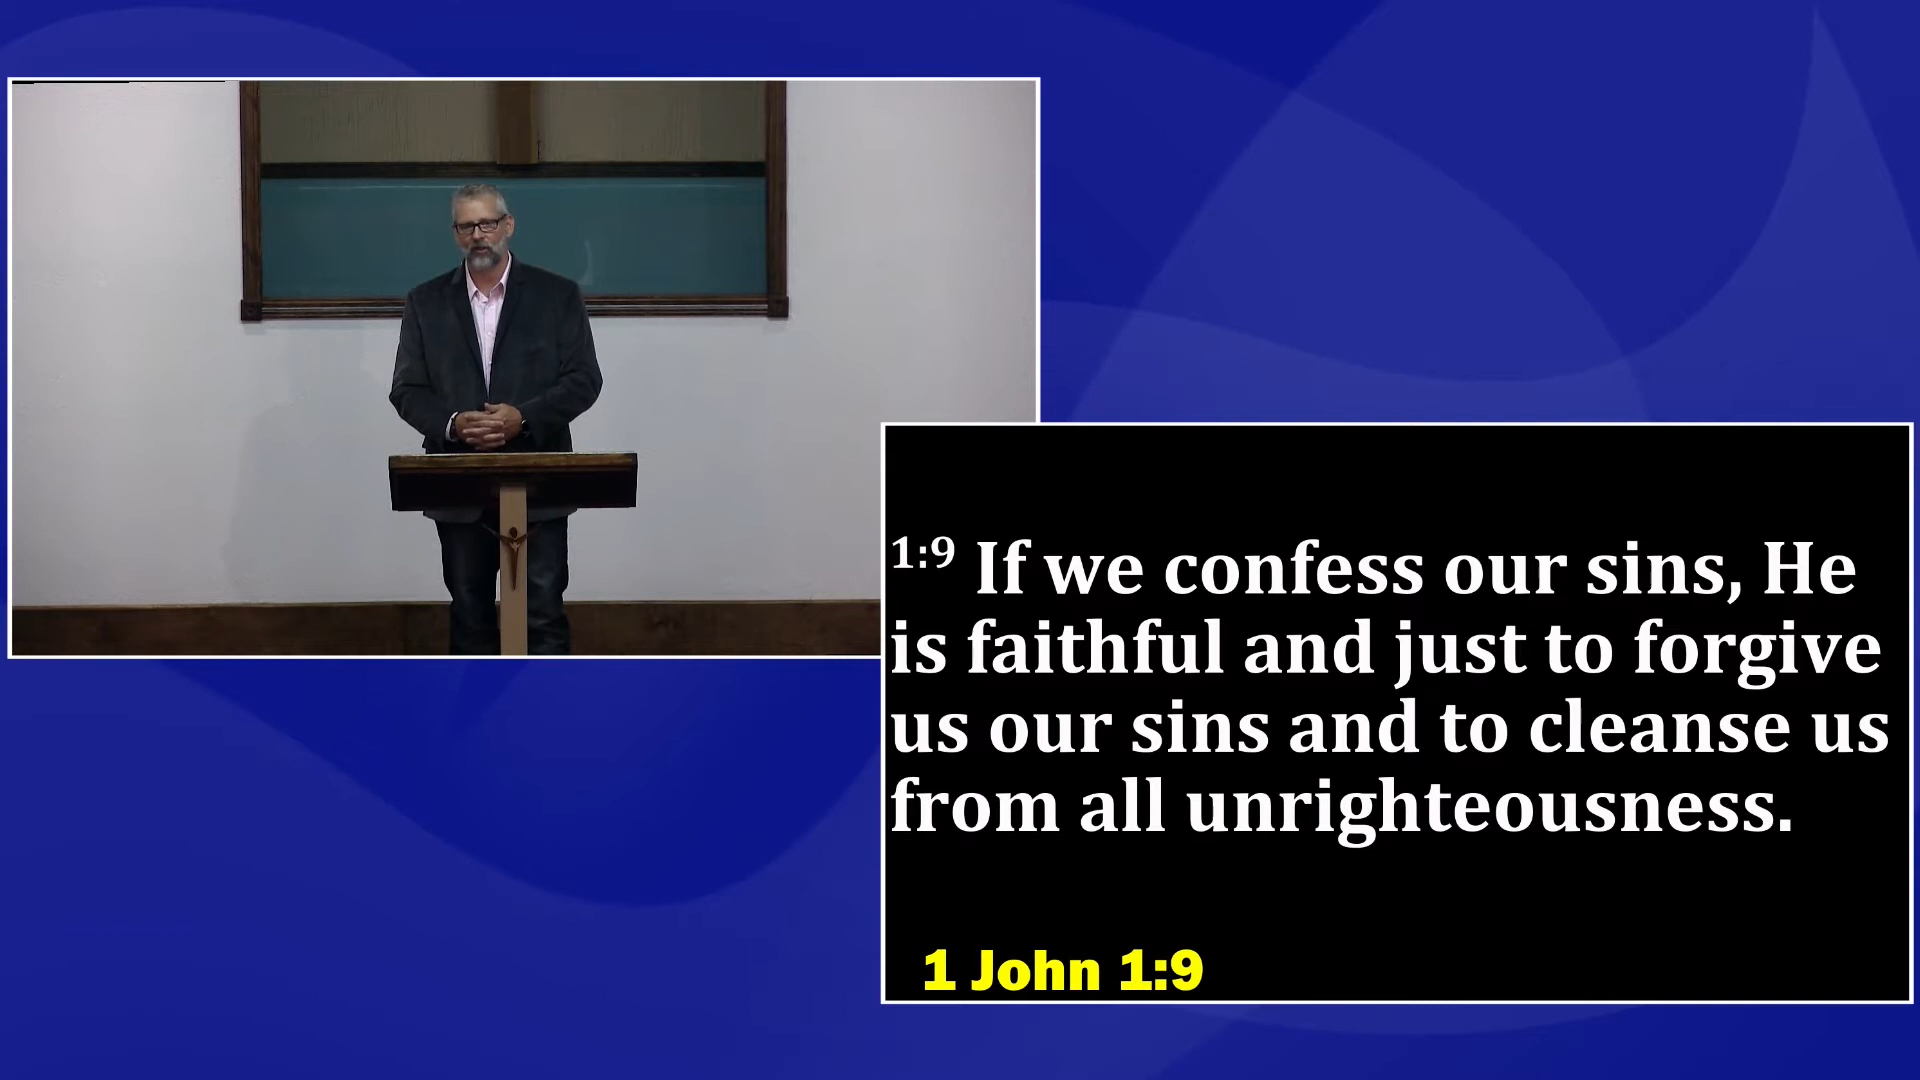 1:9 If we confess our sins, He
is faithful and just to forgive
us our sins and to cleanse us
from all unrighteousness.
1 John 1:9